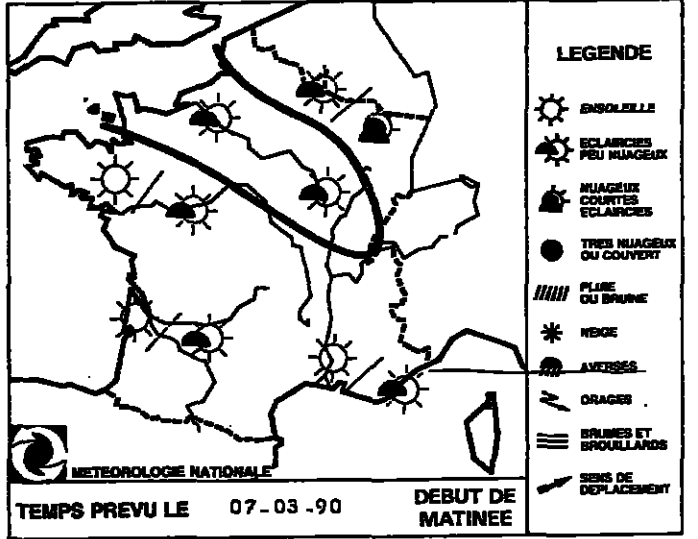 LEGENDE
ENSOLEILLE
ECLAIRCIES
PEU NUAGEUX
NUAGEUX
COURTES
ECLAIRCIES
TRES NUAGEUX
OU COUVERT
PLUIE
OU BRUINE
NEIGE
AVERSES
ORAGES
BRUMES ET
BROUILLARDS
SENS DE
DEPLACEMENT
METEOROLOGIE NATIONALE
TEMPS PREVU LE 07-03-90 DEBUT DE
MATINEE